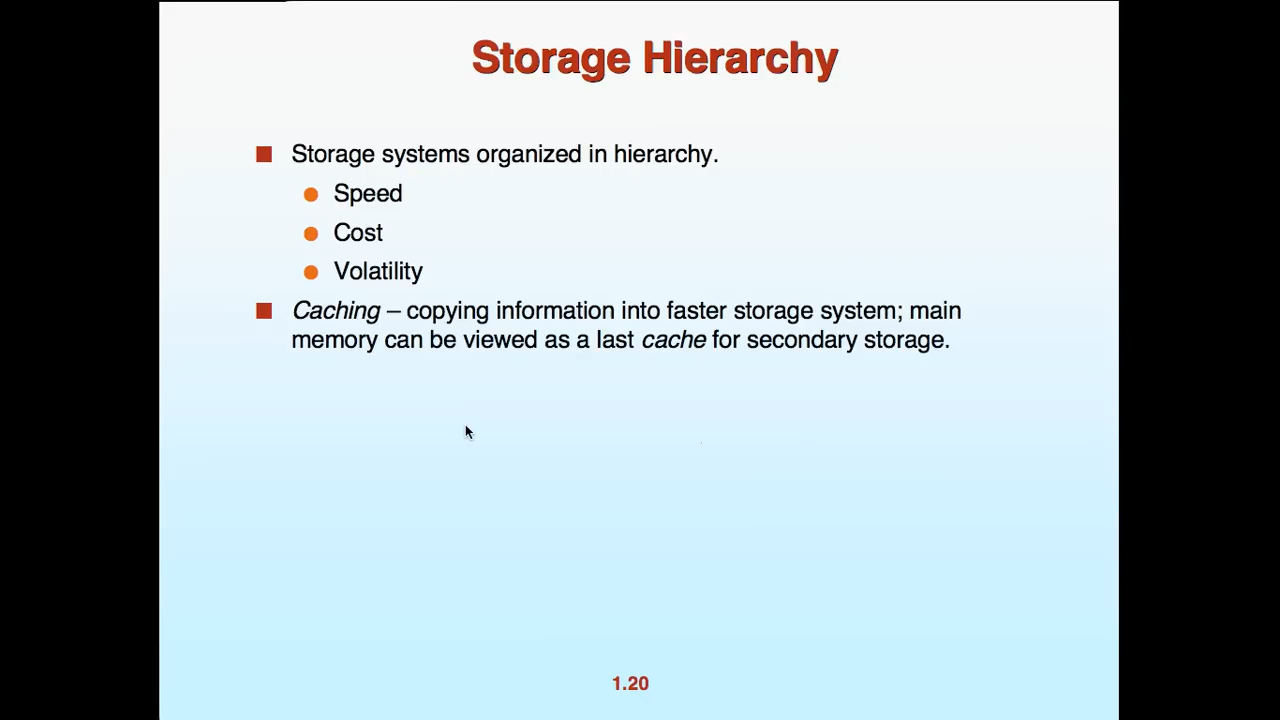 Storage Hierarchy
Storage systems organized in hierarchy.
Speed
Cost
Volatility
Caching – copying information into faster storage system; main
memory can be viewed as a last cache for secondary storage.
1.20